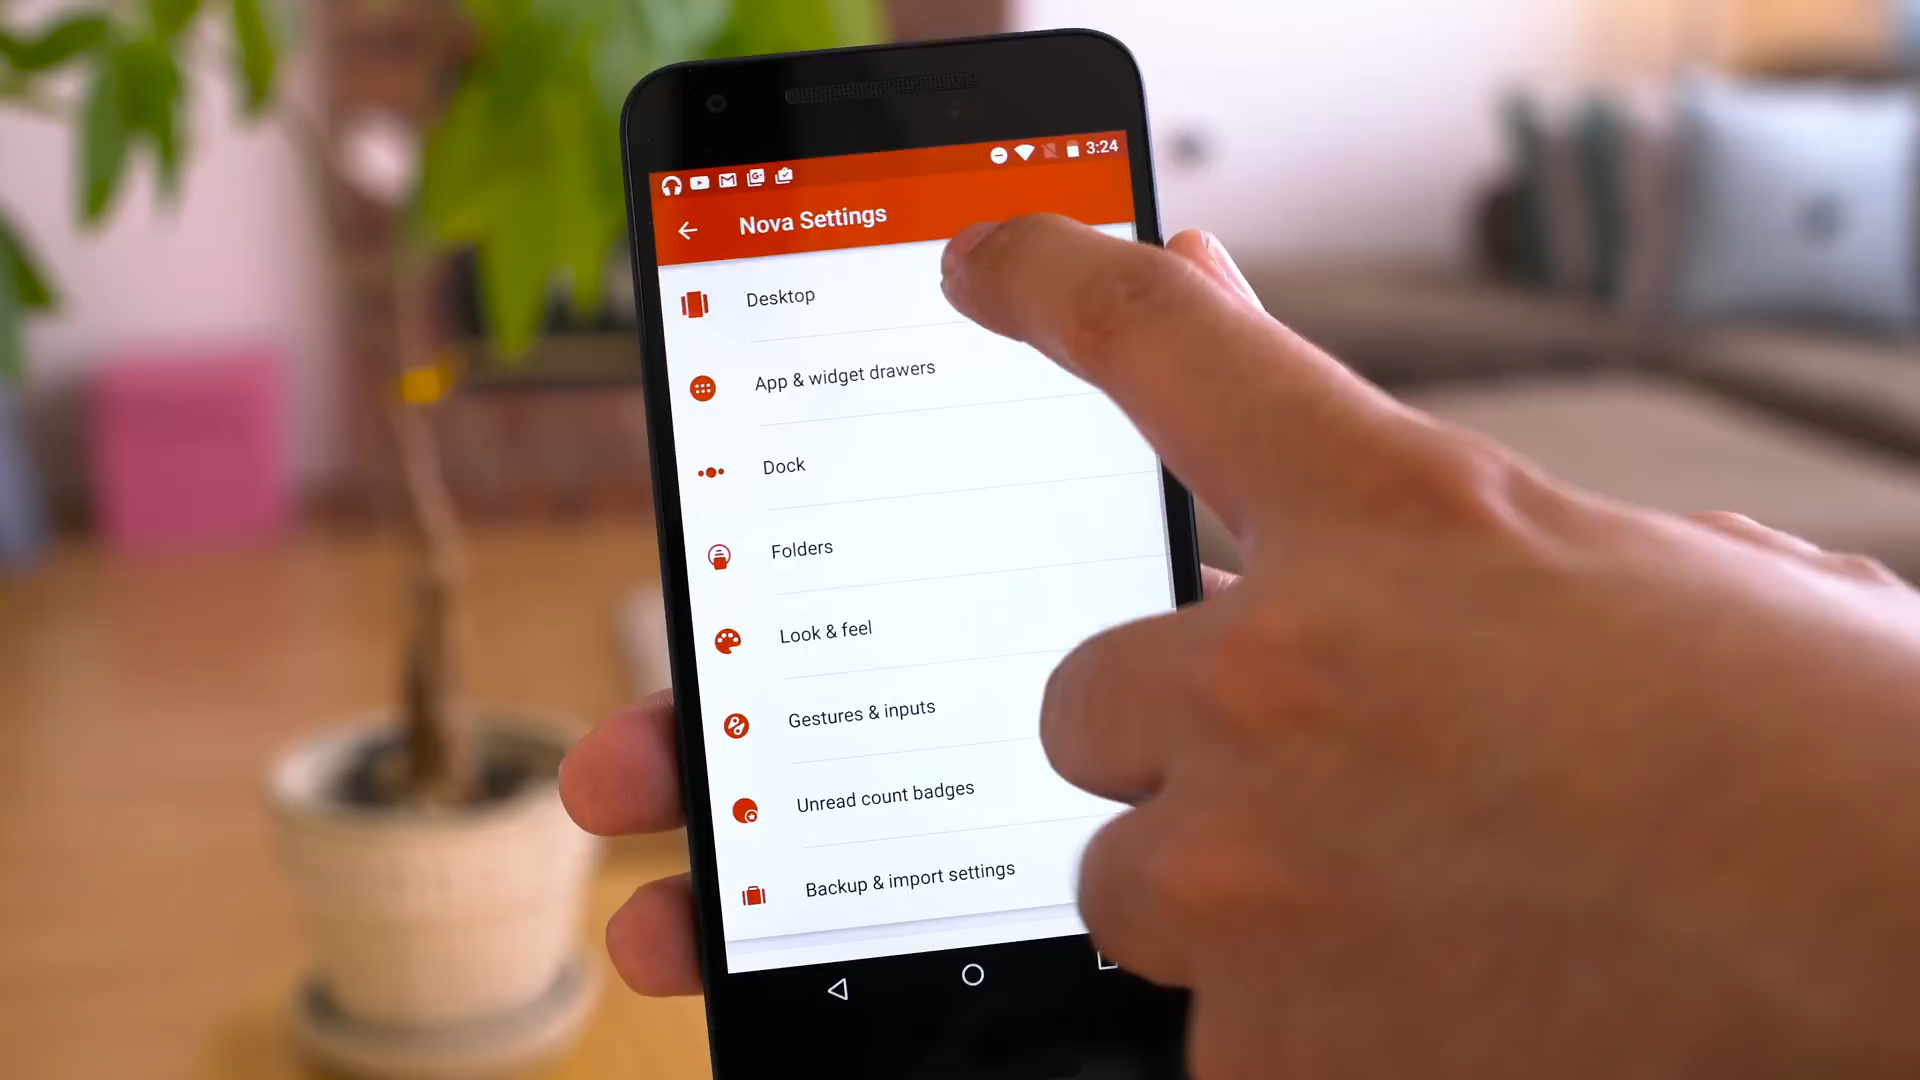 3:24
Nova Settings
Desktop
App & widget drawers
Dock
Folders
Look & feel
Gestures & inputs
Unread count badges
Backup & import settings